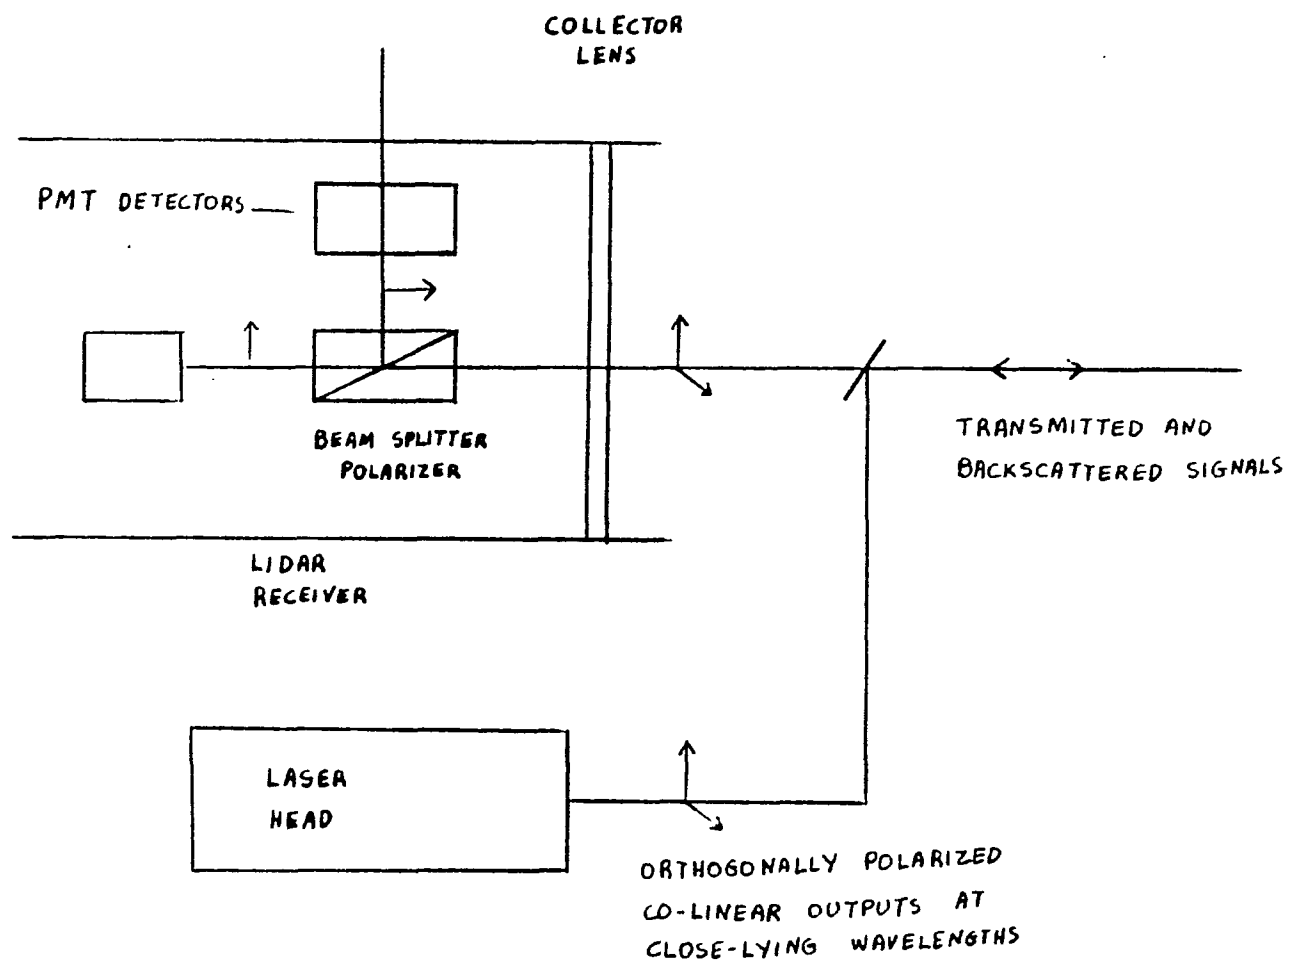 COLLECTOR
LENS
PMT DETECTORS
BEAM SPLITTER
POLARIZER
TRANSMITTED AND
BACKSCATTERED SIGNALS
LIDAR
RECEIVER
LASER
HEAD
ORTHOGONALLY POLARIZED
CO-LINEAR OUTPUTS AT
CLOSE-LYING WAVELENGTHS